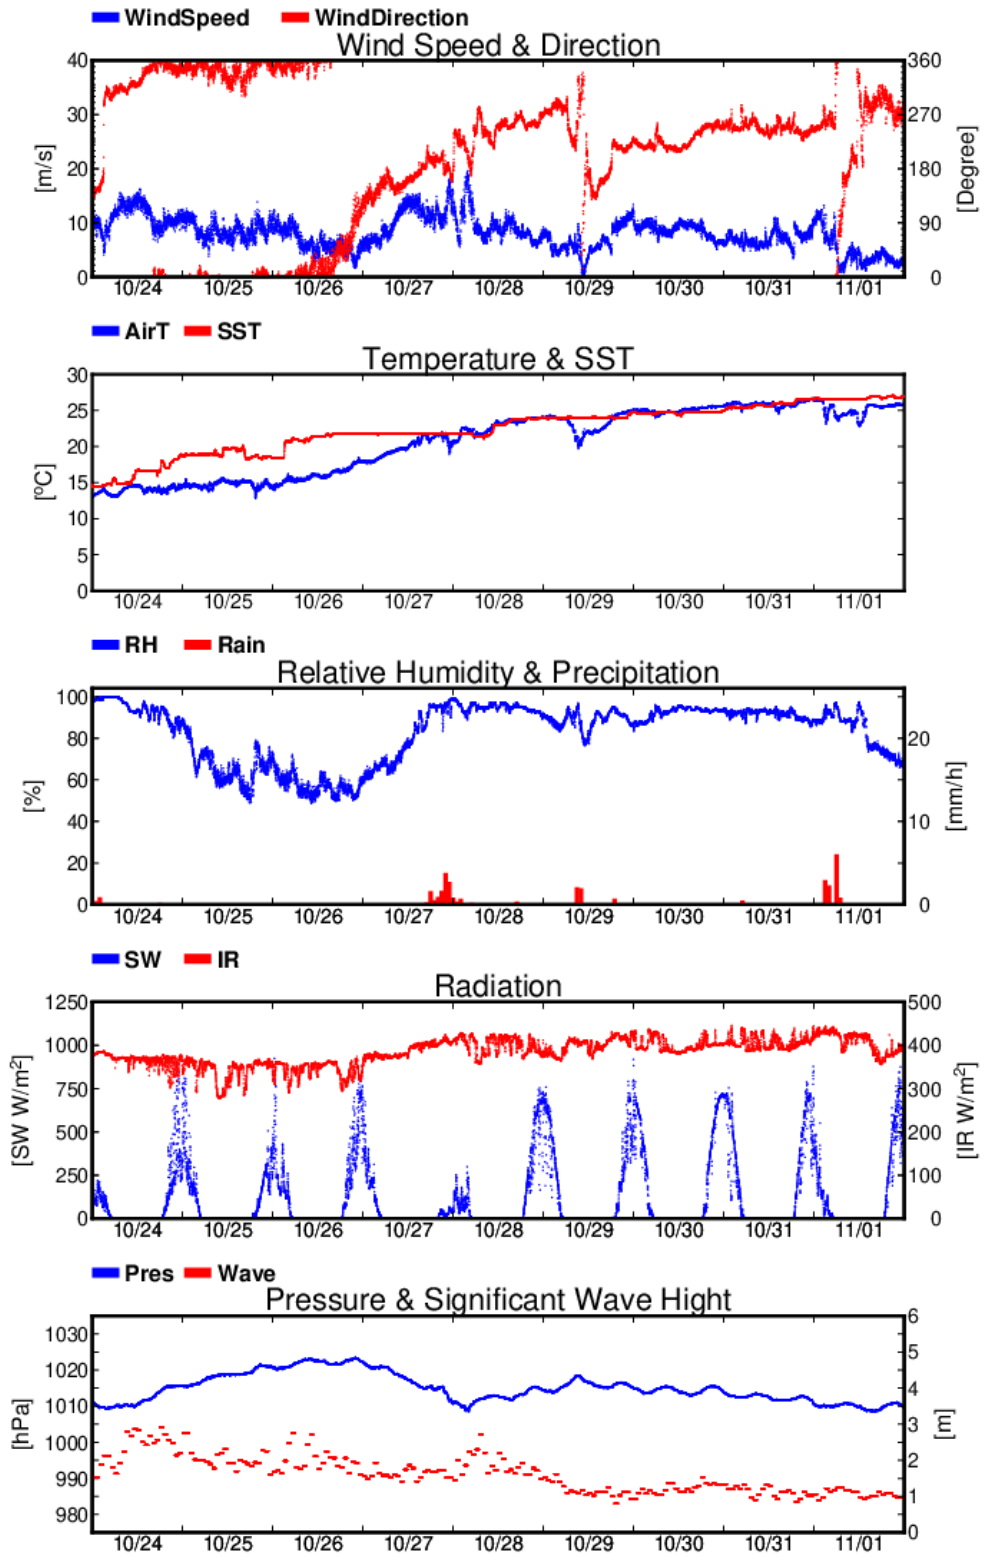 WindSpeed WindDirection
Wind Speed & Direction
40 360
30 270
20 180
10 90
0 0
[m/s] [Degree]
10/24 10/25 10/26 10/27 10/28 10/29 10/30 10/31 11/01
AirT SST
Temperature & SST
30
25
20
15
10
5
0
[ºC]
10/24 10/25 10/26 10/27 10/28 10/29 10/30 10/31 11/01
RH Rain
Relative Humidity & Precipitation
100
80 20
60
40 10
20
0 0
[%] [mm/h]
10/24 10/25 10/26 10/27 10/28 10/29 10/30 10/31 11/01
SW IR
Radiation
1250 500
1000 400
750 300
500 200
250 100
0 0
[SW W/m²] [IR W/m²]
10/24 10/25 10/26 10/27 10/28 10/29 10/30 10/31 11/01
Pres Wave
Pressure & Significant Wave Hight
6
1030
5
1020
4
1010
3
1000
2
990
1
980
0
[hPa] [m]
10/24 10/25 10/26 10/27 10/28 10/29 10/30 10/31 11/01